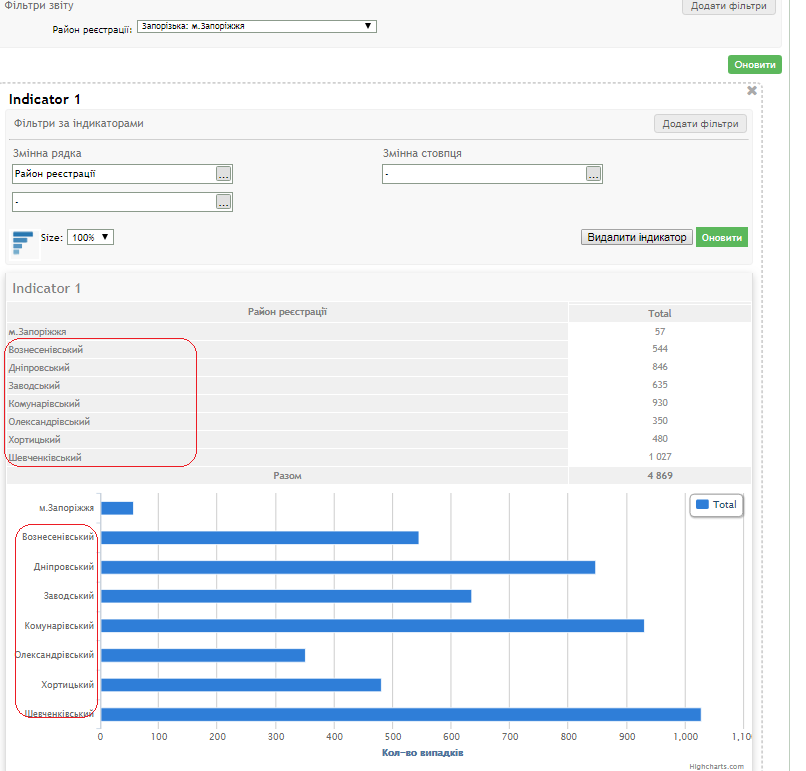 Фільтри звіту
Додати фільтри
Район реєстрації: Запорізька: м.Запоріжжя
Оновити
Indicator 1
Фільтри за індикаторами
Додати фільтри
Змінна рядка Змінна стовпця
Район реєстрації ... - ...
- ...
Size: 100% Видалити індикатор Оновити
Indicator 1
Район реєстрації Total
м.Запоріжжя 57
Вознесенівський 544
Дніпровський 846
Заводський 635
Комунарівський 930
Олександрівський 350
Хортицький 480
Шевченківський 1 027
Разом 4 869
м.Запоріжжя
Total
Вознесенівський
Дніпровський
Заводський
Комунарівський
Олександрівський
Хортицький
Шевченківський
0 100 200 300 400 500 600 700 800 900 1,000 1,10
Кол-во випадків
Highcharts.com